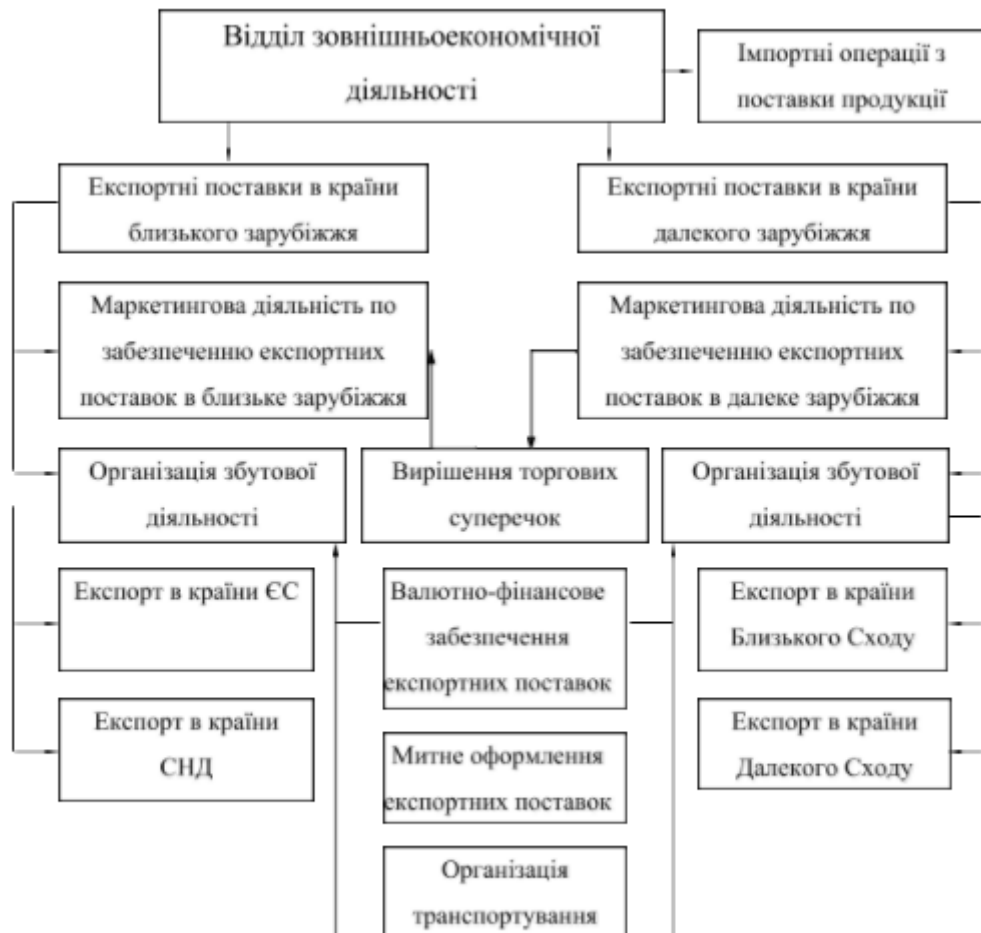 Відділ зовнішньоекономічної
діяльності
Імпортні операції з
поставки продукції
Експортні поставки в країни
близького зарубіжжя
Експортні поставки в країни
далекого зарубіжжя
Маркетингова діяльність по
забезпеченню експортних
поставок в близьке зарубіжжя
Маркетингова діяльність по
забезпеченню експортних
поставок в далеке зарубіжжя
Організація збутової
діяльності
Вирішення торгових
суперечок
Організація збутової
діяльності
Експорт в країни ЄС
Валютно-фінансове
забезпечення
експортних поставок
Експорт в країни
Близького Сходу
Експорт в країни
СНД
Митне оформлення
експортних поставок
Експорт в країни
Далекого Сходу
Організація
транспортування